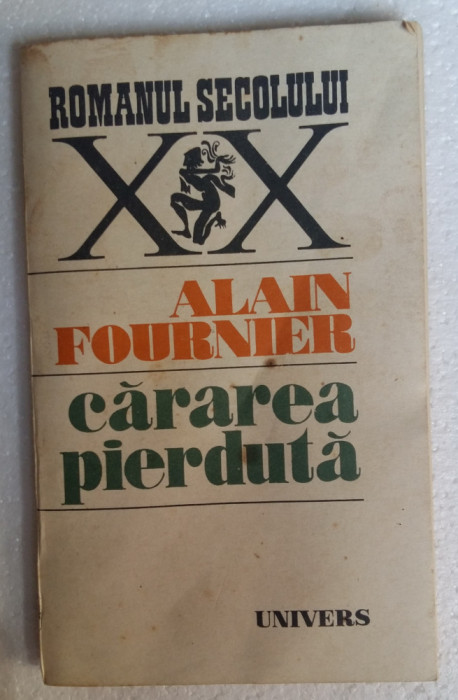 ROMANUL SECOLULUI
XX
ALAIN
FOURNIER
cărarea
pierdută
UNIVERS